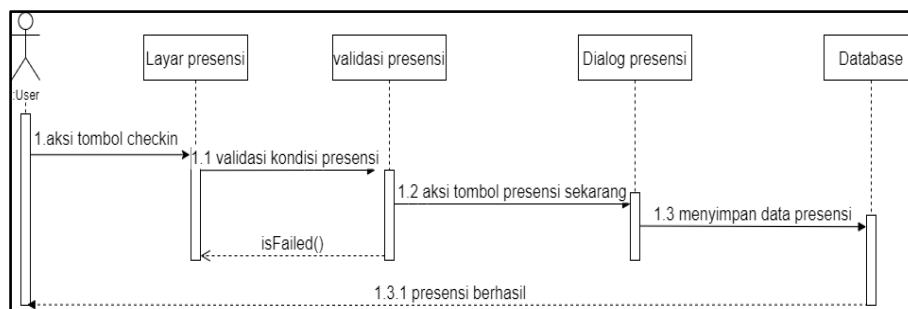 Layar presensi
validasi presensi
Dialog presensi
Database
:User
1.aksi tombol checkin
1.1 validasi kondisi presensi
1.2 aksi tombol presensi sekarang
1.3 menyimpan data presensi
isFailed()
1.3.1 presensi berhasil